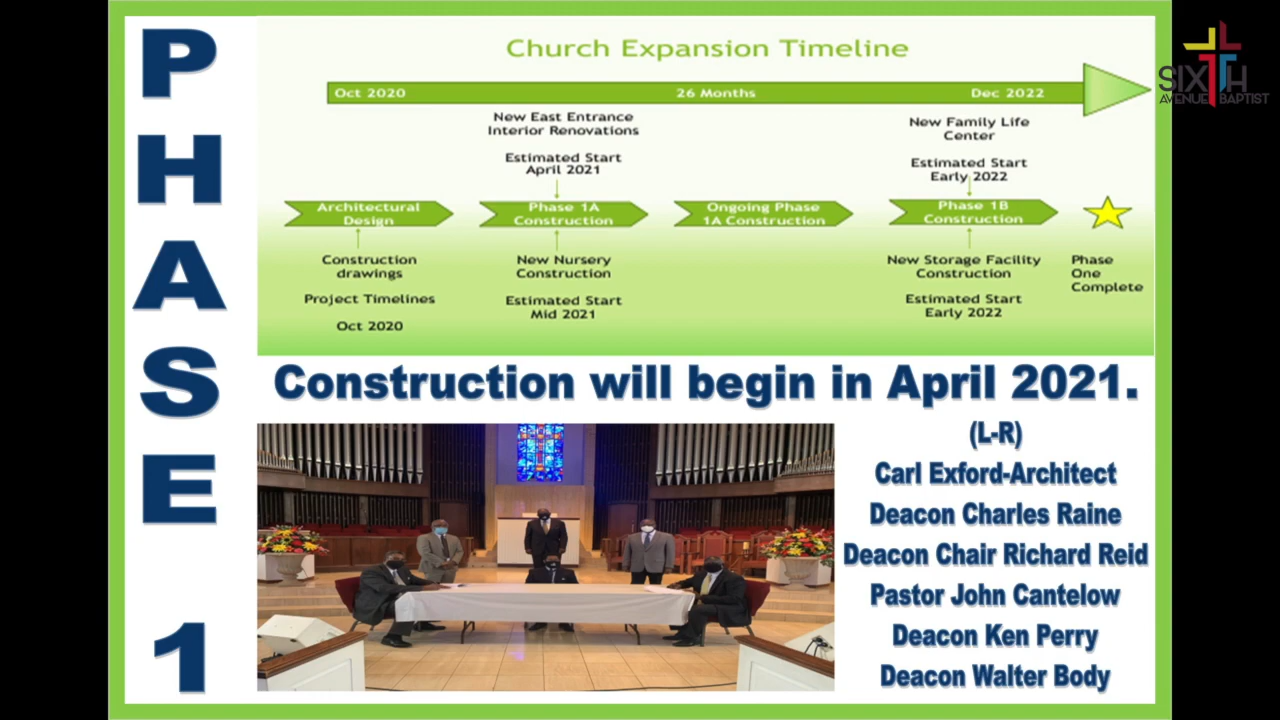 PHASE 1
SIXTH
AVENUE BAPTIST
Church Expansion Timeline
Oct 2020
26 Months
Dec 2022
New East Entrance
Interior Renovations
Estimated Start
April 2021
New Family Life
Center
Estimated Start
Early 2022
Architectural
Design
Phase 1A
Construction
Ongoing Phase
1A Construction
Phase 1B
Construction
Construction
drawings
Project Timelines
Oct 2020
New Nursery
Construction
Estimated Start
Mid 2021
New Storage Facility
Construction
Estimated Start
Early 2022
Phase
One
Complete
Construction will begin in April 2021.
(L-R)
Carl Exford-Architect
Deacon Charles Raine
Deacon Chair Richard Reid
Pastor John Cantelow
Deacon Ken Perry
Deacon Walter Body